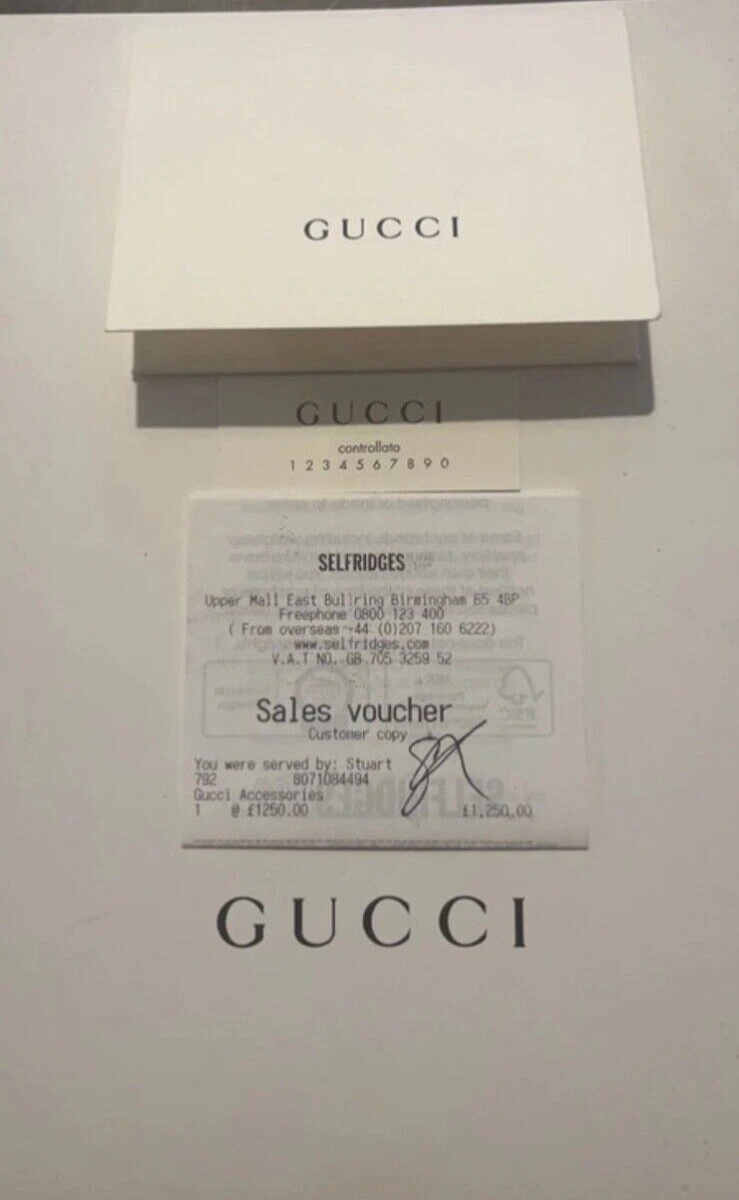 GUCCI
GUCCI
controllato
1 2 3 4 5 6 7 8 9 0
SELFRIDGES
Upper Mall East Bullring Birmingham B5 4BP
Freephone 0800 123 400
( From overseas +44 (0)207 160 6222)
www.selfridges.com
V.A.T NO. GB 705 3259 52
Sales voucher
Customer copy
You were served by: Stuart
792 8071084494
Gucci Accessories
1 @ £1250.00 £1,250.00
GUCCI